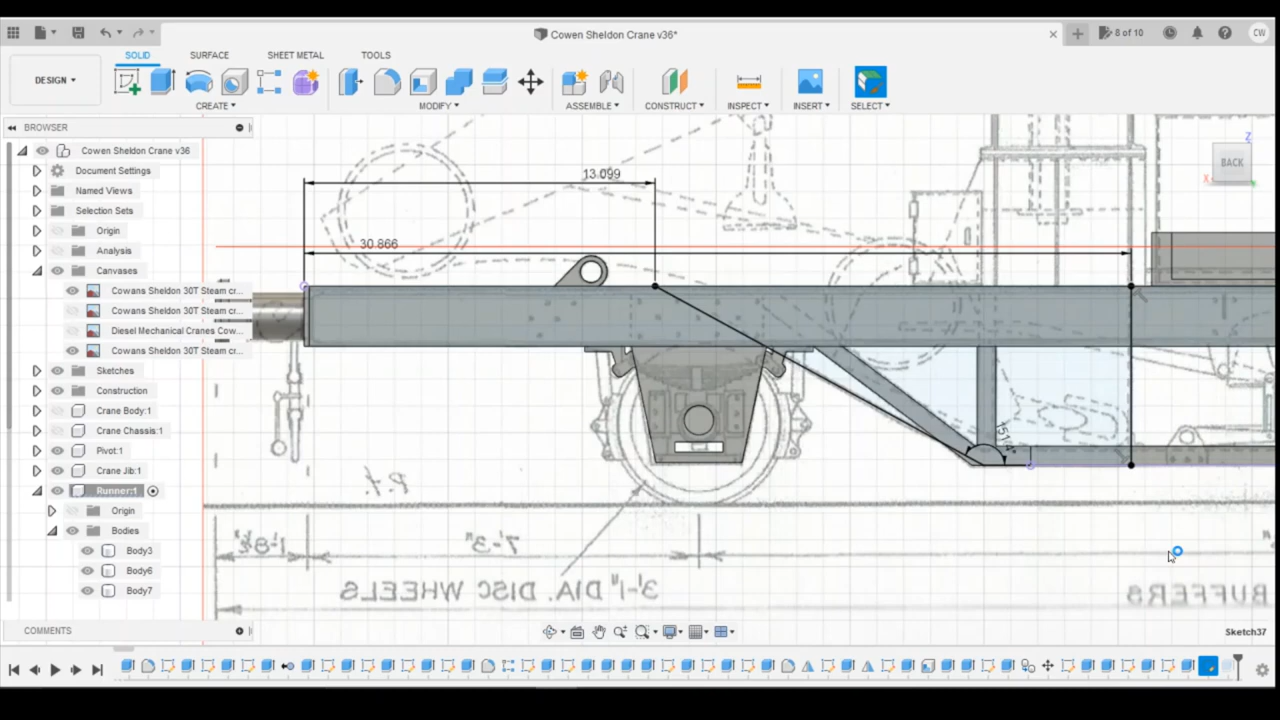 Cowen Sheldon Crane v36*
8 of 10
CW
DESIGN
SOLID
SURFACE
SHEET METAL
TOOLS
CREATE
MODIFY
ASSEMBLE
CONSTRUCT
INSPECT
INSERT
SELECT
BROWSER
Cowen Sheldon Crane v36
Document Settings
Named Views
Selection Sets
Origin
Analysis
Canvases
Cowans Sheldon 30T Steam cr...
Cowans Sheldon 30T Steam cr...
Diesel Mechanical Cranes Cow...
Cowans Sheldon 30T Steam cr...
Sketches
Construction
Crane Body:1
Crane Chassis:1
Pivot:1
Crane Jib:1
Runner:1
Origin
Bodies
Body3
Body6
Body7
COMMENTS
13.099
30.866
BACK
Z
X
7'-3"
3'-1" DIA. DISC WHEELS
BUFFERS
Sketch37